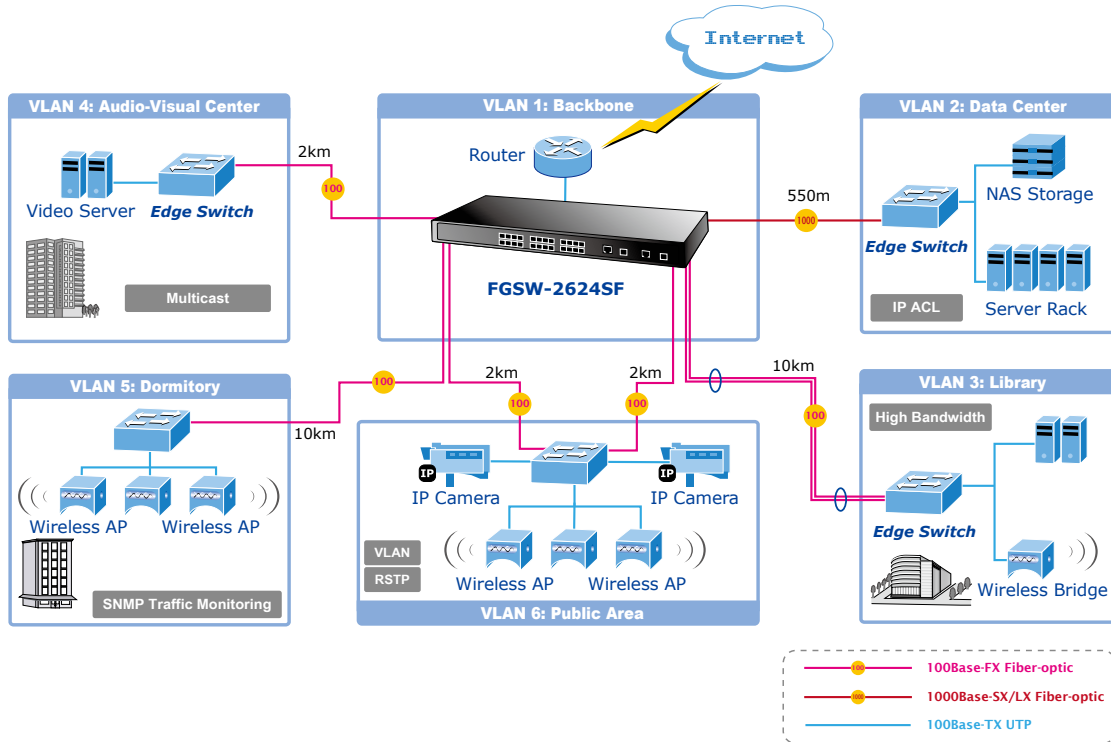 Internet
VLAN 4: Audio-Visual Center
2km
100
Video Server
Edge Switch
Multicast
VLAN 1: Backbone
Router
FGSW-2624SF
VLAN 2: Data Center
550m
1000
NAS Storage
Edge Switch
Server Rack
IP ACL
VLAN 5: Dormitory
100
10km
Wireless AP
Wireless AP
SNMP Traffic Monitoring
2km
100
2km
100
IP
IP Camera
IP
IP Camera
VLAN
RSTP
Wireless AP
Wireless AP
VLAN 6: Public Area
10km
100
VLAN 3: Library
High Bandwidth
Edge Switch
Wireless Bridge
100
100Base-FX Fiber-optic
1000
1000Base-SX/LX Fiber-optic
100Base-TX UTP